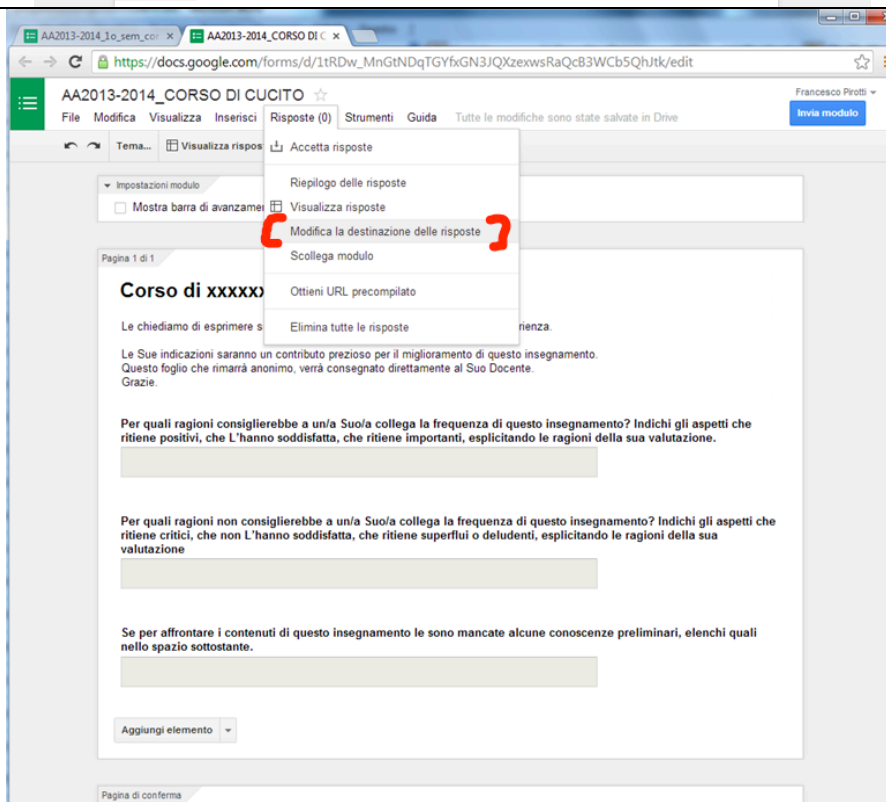 AA2013-2014_1o_sem_cor
AA2013-2014_CORSO DI C
https://docs.google.com/forms/d/1tRDw_MnGtNDqTGYfxGN3JQXzexwsRaQcB3WCb5QhJtk/edit
AA2013-2014_CORSO DI CUCITO
Francesco Pirotti
File Modifica Visualizza Inserisci Risposte (0) Strumenti Guida Tutte le modifiche sono state salvate in Drive
Invia modulo
Tema... Visualizza rispos
Accetta risposte
Riepilogo delle risposte
Visualizza risposte
Modifica la destinazione delle risposte
Scollega modulo
Ottieni URL precompilato
Elimina tutte le risposte
Impostazioni modulo
Mostra barra di avanzame
Pagina 1 di 1
Corso di xxxxxx
Le chiediamo di esprimere s rienza.
Le Sue indicazioni saranno un contributo prezioso per il miglioramento di questo insegnamento.
Questo foglio che rimarrà anonimo, verrà consegnato direttamente al Suo Docente.
Grazie.
Per quali ragioni consiglierebbe a un/a Suo/a collega la frequenza di questo insegnamento? Indichi gli aspetti che
ritiene positivi, che L'hanno soddisfatta, che ritiene importanti, esplicitando le ragioni della sua valutazione.
Per quali ragioni non consiglierebbe a un/a Suo/a collega la frequenza di questo insegnamento? Indichi gli aspetti che
ritiene critici, che non L'hanno soddisfatta, che ritiene superflui o deludenti, esplicitando le ragioni della sua
valutazione
Se per affrontare i contenuti di questo insegnamento le sono mancate alcune conoscenze preliminari, elenchi quali
nello spazio sottostante.
Aggiungi elemento
Pagina di conferma